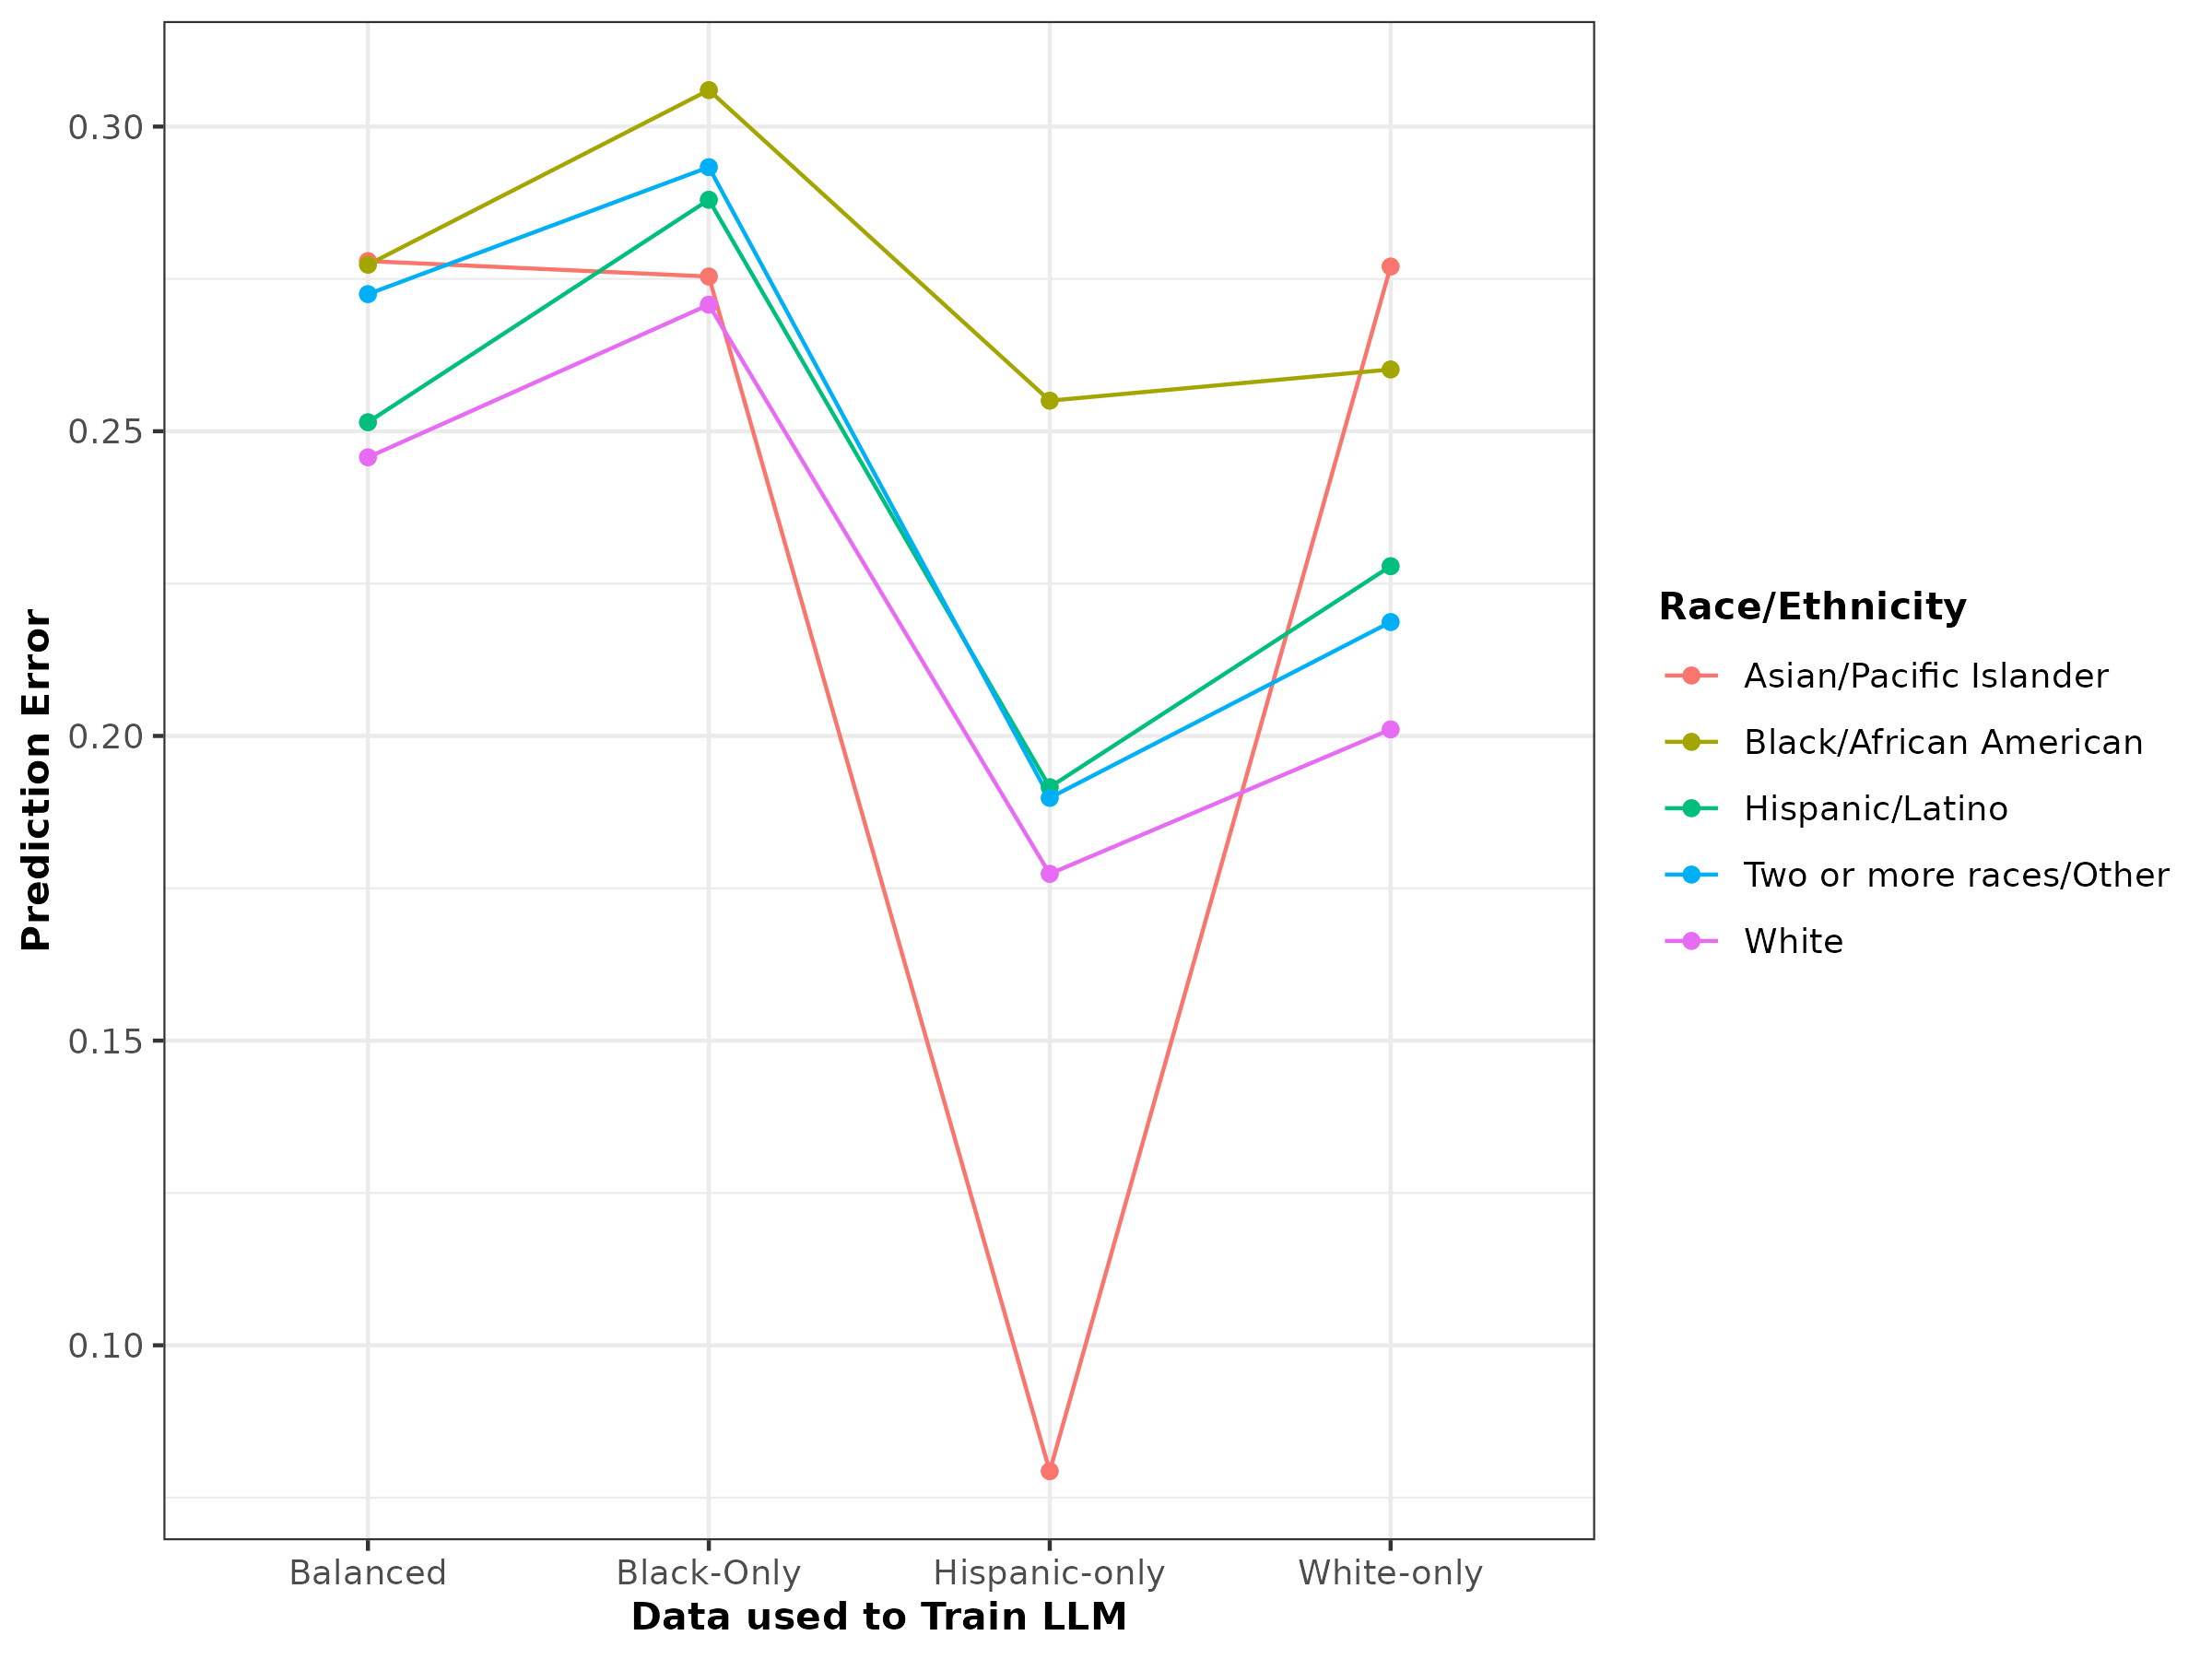 0.30
0.25
0.20
0.15
0.10
Prediction Error
Balanced
Black-Only
Hispanic-only
White-only
Data used to Train LLM
Race/Ethnicity
Asian/Pacific Islander
Black/African American
Hispanic/Latino
Two or more races/Other
White